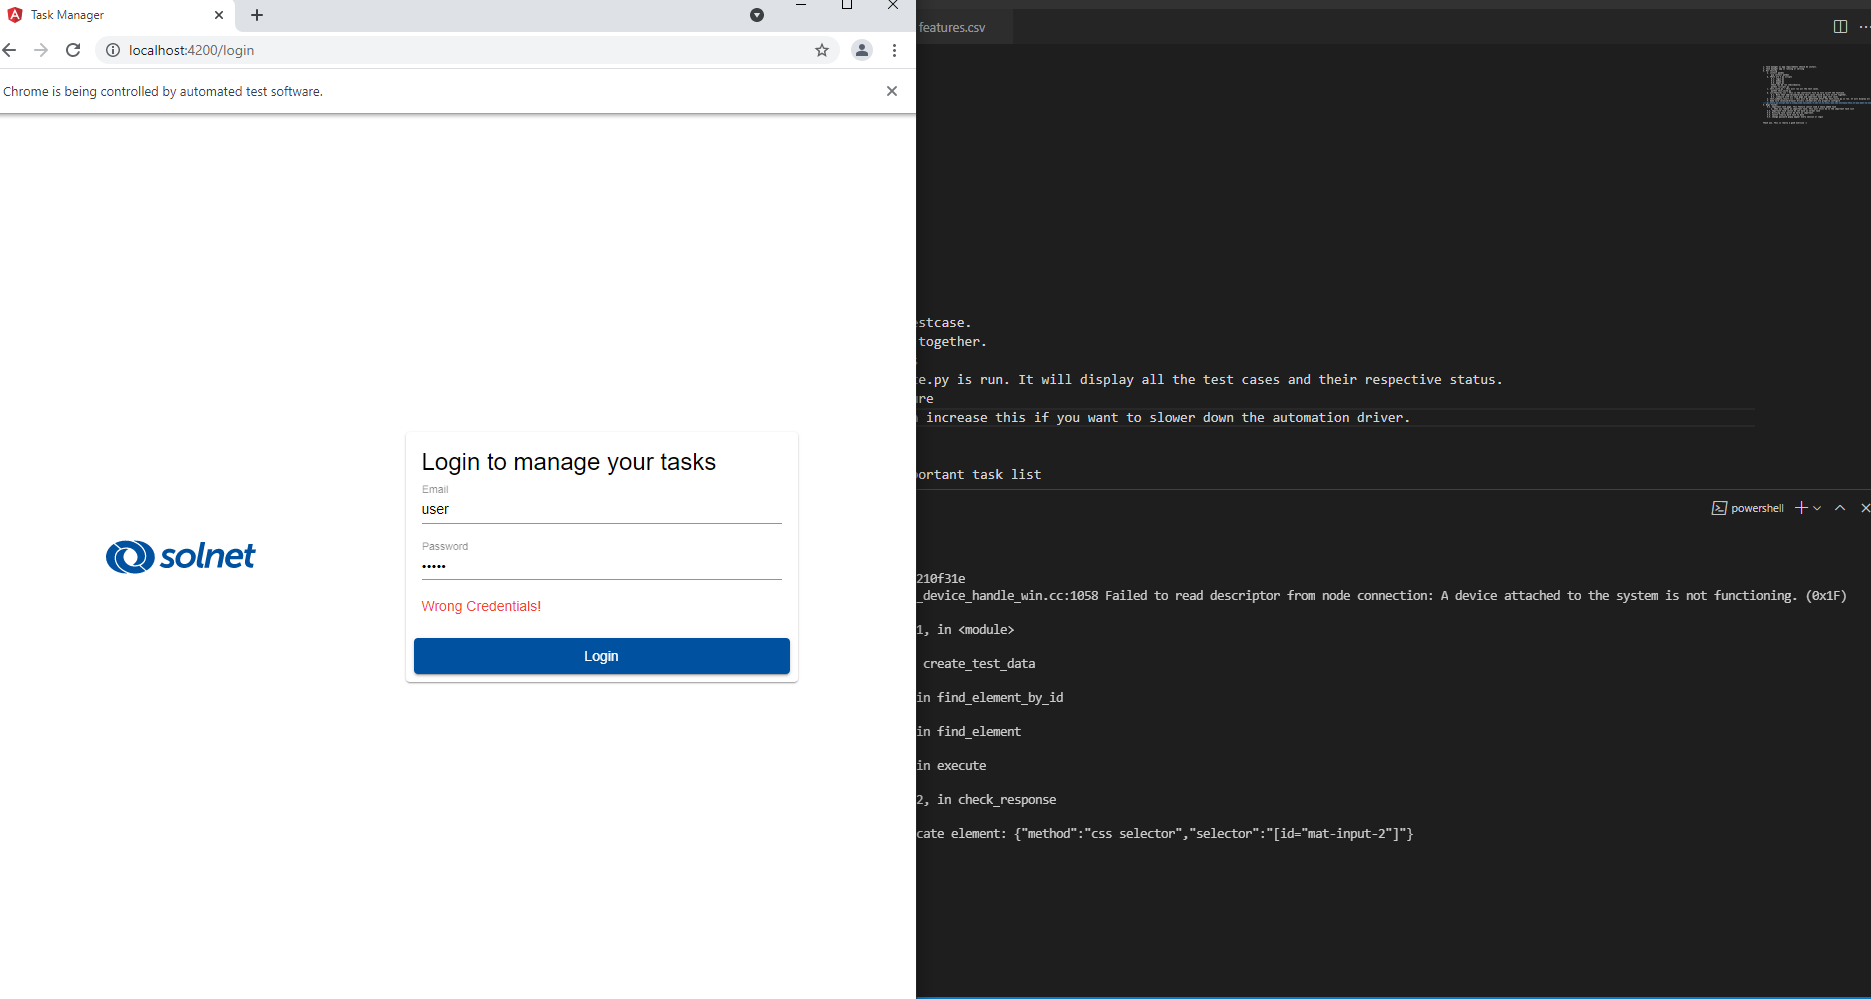 Task Manager
localhost:4200/login
Chrome is being controlled by automated test software.
solnet
Login to manage your tasks
Email
user
Password
•••••
Wrong Credentials!
Login
features.csv
estcase.
together.
te.py is run. It will display all the test cases and their respective status.
ure
increase this if you want to slower down the automation driver.
portant task list
powershell
210f31e
_device_handle_win.cc:1058 Failed to read descriptor from node connection: A device attached to the system is not functioning. (0x1F)
1, in <module>
create_test_data
in find_element_by_id
in find_element
in execute
2, in check_response
cate element: {"method":"css selector","selector":"[id="mat-input-2"]"}